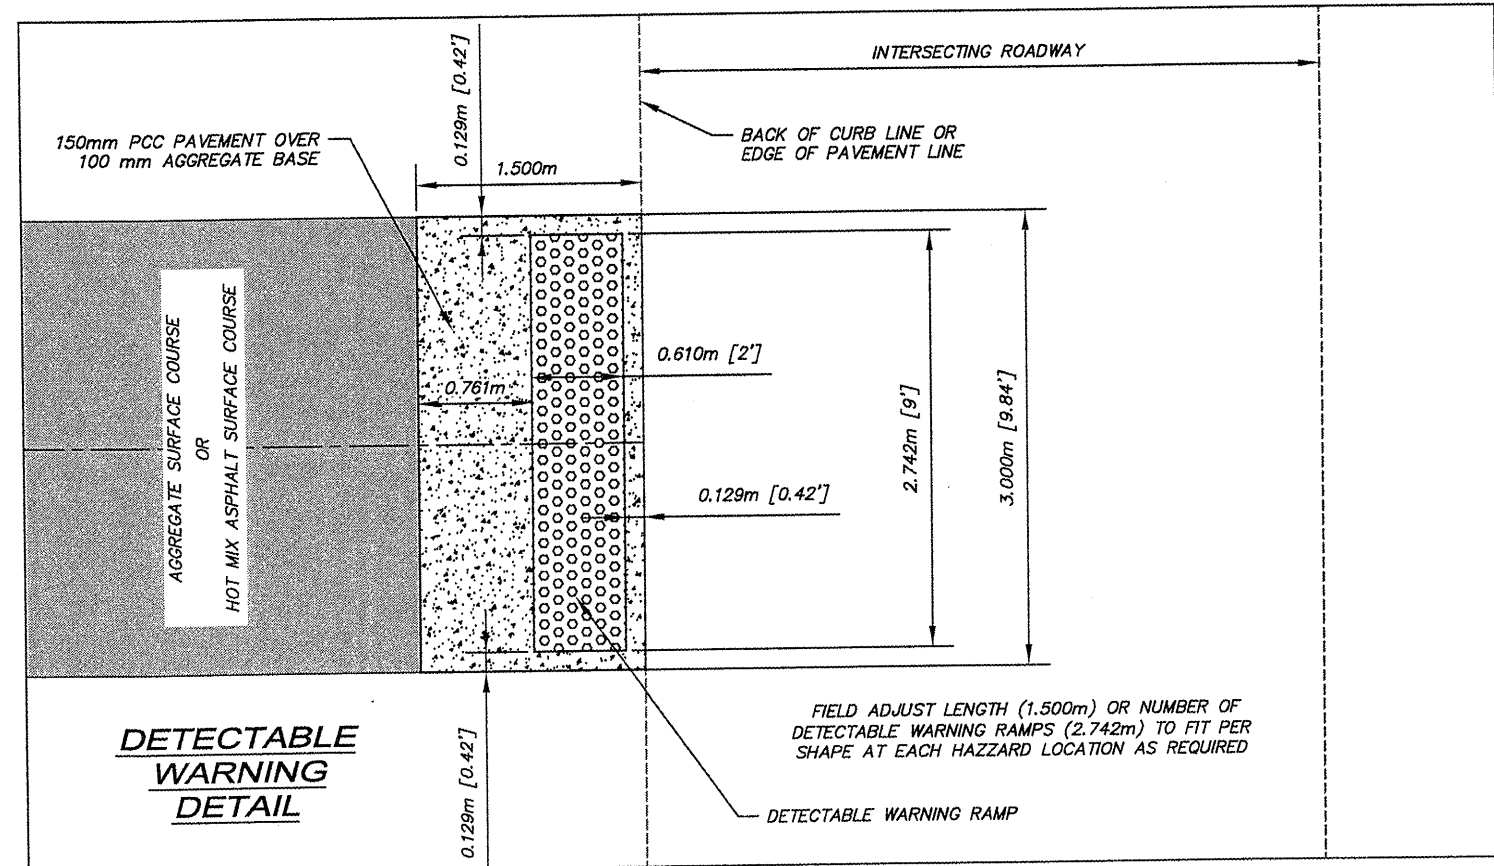 INTERSECTING ROADWAY
0.129m [0.42']
150mm PCC PAVEMENT OVER
100 mm AGGREGATE BASE
BACK OF CURB LINE OR
EDGE OF PAVEMENT LINE
1.500m
AGGREGATE SURFACE COURSE
OR
HOT MIX ASPHALT SURFACE COURSE
0.761m
0.610m [2']
0.129m [0.42']
2.742m [9']
3.000m [9.84']
FIELD ADJUST LENGTH (1.500m) OR NUMBER OF
DETECTABLE WARNING RAMPS (2.742m) TO FIT PER
SHAPE AT EACH HAZZARD LOCATION AS REQUIRED
DETECTABLE
WARNING
DETAIL
0.129m [0.42']
DETECTABLE WARNING RAMP